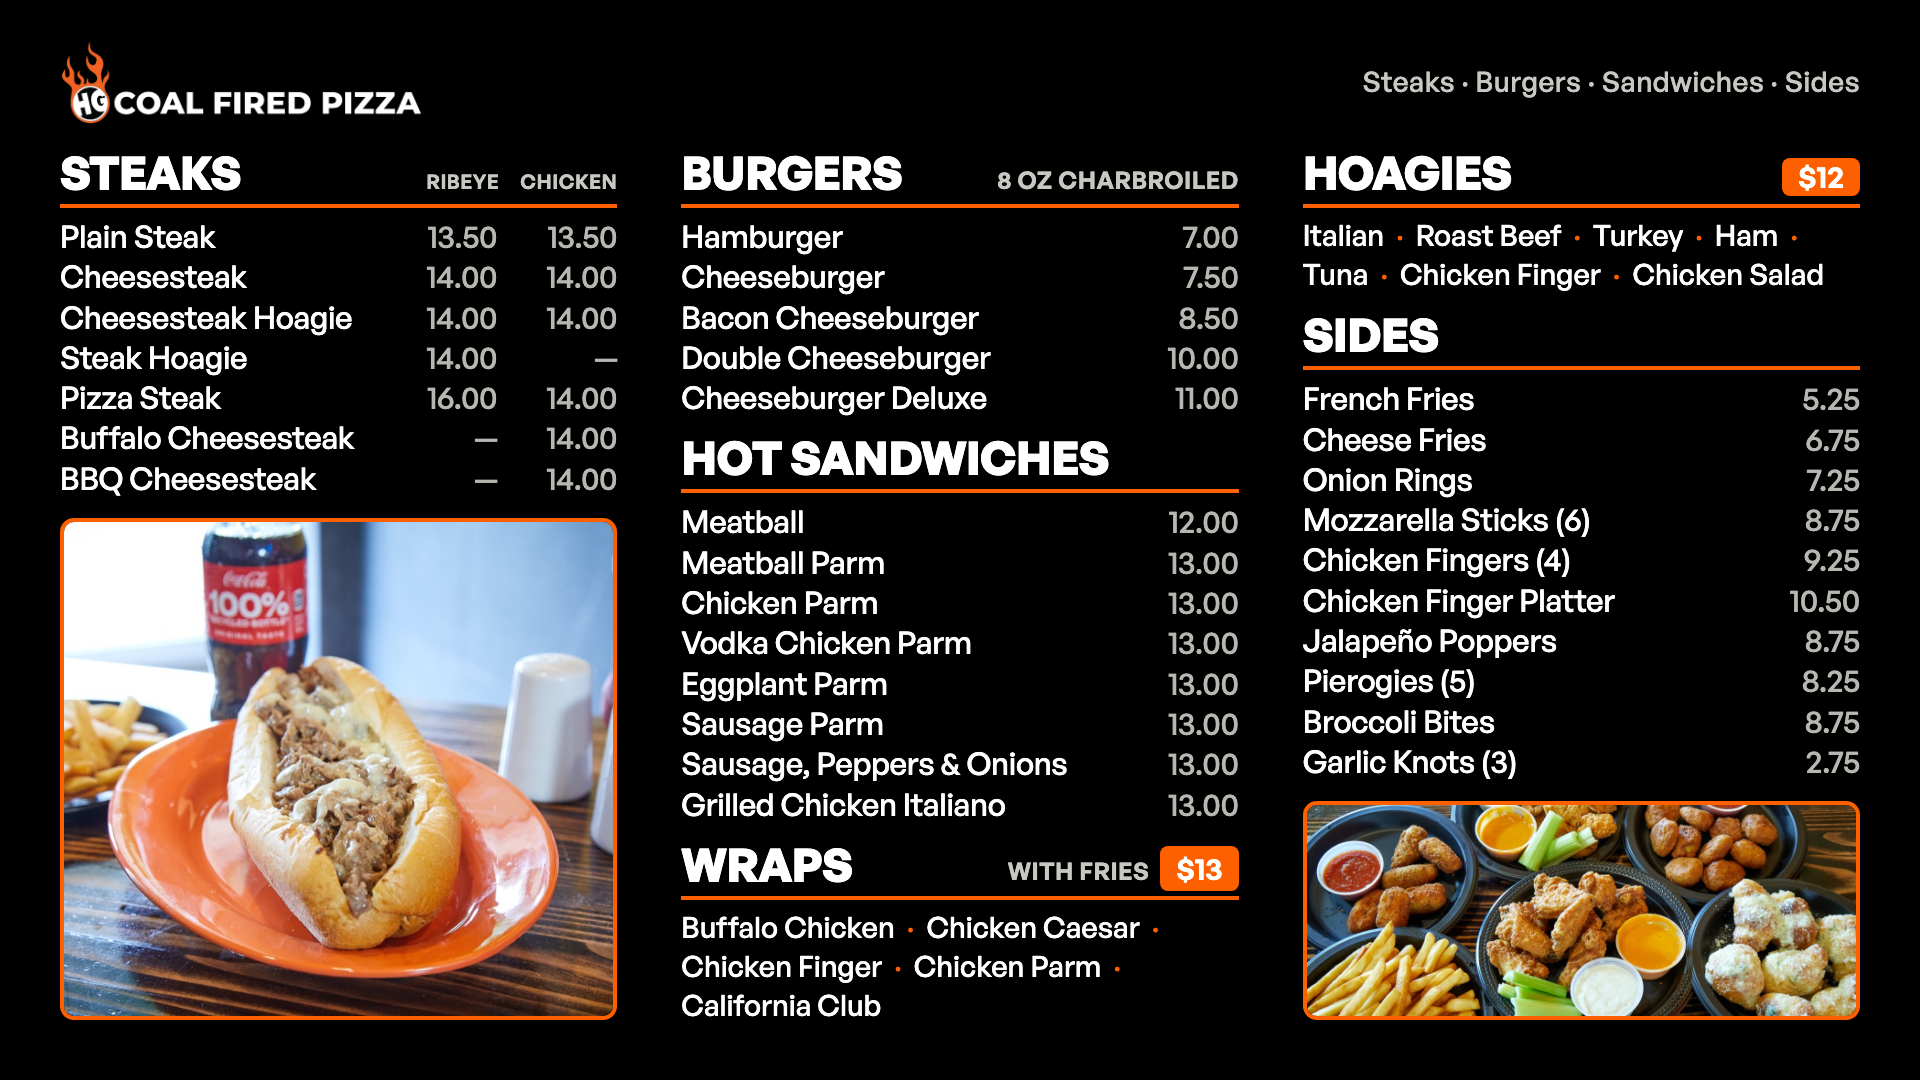 HG COAL FIRED PIZZA
Steaks · Burgers · Sandwiches · Sides
STEAKS RIBEYE CHICKEN
Plain Steak 13.50 13.50
Cheesesteak 14.00 14.00
Cheesesteak Hoagie 14.00 14.00
Steak Hoagie 14.00 —
Pizza Steak 16.00 14.00
Buffalo Cheesesteak — 14.00
BBQ Cheesesteak — 14.00
Coca-Cola
100%
RECYCLED BOTTLE*
ORIGINAL TASTE
BURGERS 8 OZ CHARBROILED
Hamburger 7.00
Cheeseburger 7.50
Bacon Cheeseburger 8.50
Double Cheeseburger 10.00
Cheeseburger Deluxe 11.00
HOT SANDWICHES
Meatball 12.00
Meatball Parm 13.00
Chicken Parm 13.00
Vodka Chicken Parm 13.00
Eggplant Parm 13.00
Sausage Parm 13.00
Sausage, Peppers & Onions 13.00
Grilled Chicken Italiano 13.00
WRAPS WITH FRIES $13
Buffalo Chicken · Chicken Caesar ·
Chicken Finger · Chicken Parm ·
California Club
HOAGIES $12
Italian · Roast Beef · Turkey · Ham ·
Tuna · Chicken Finger · Chicken Salad
SIDES
French Fries 5.25
Cheese Fries 6.75
Onion Rings 7.25
Mozzarella Sticks (6) 8.75
Chicken Fingers (4) 9.25
Chicken Finger Platter 10.50
Jalapeño Poppers 8.75
Pierogies (5) 8.25
Broccoli Bites 8.75
Garlic Knots (3) 2.75